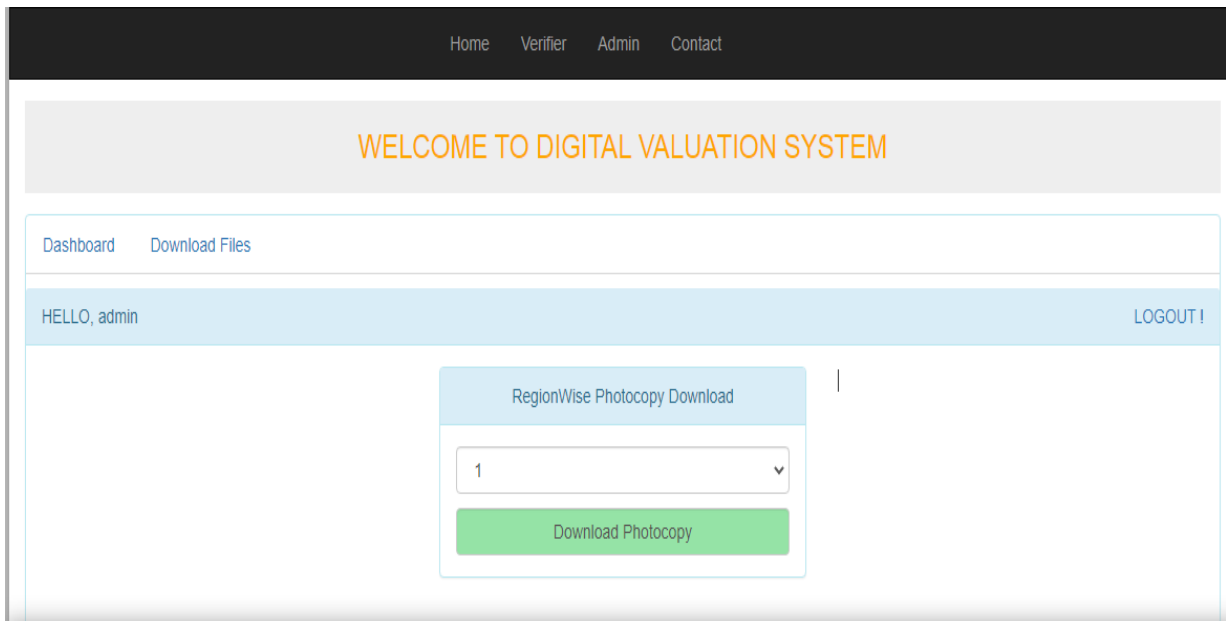 Home Verifier Admin Contact
WELCOME TO DIGITAL VALUATION SYSTEM
Dashboard Download Files
HELLO, admin LOGOUT !
RegionWise Photocopy Download
1
Download Photocopy